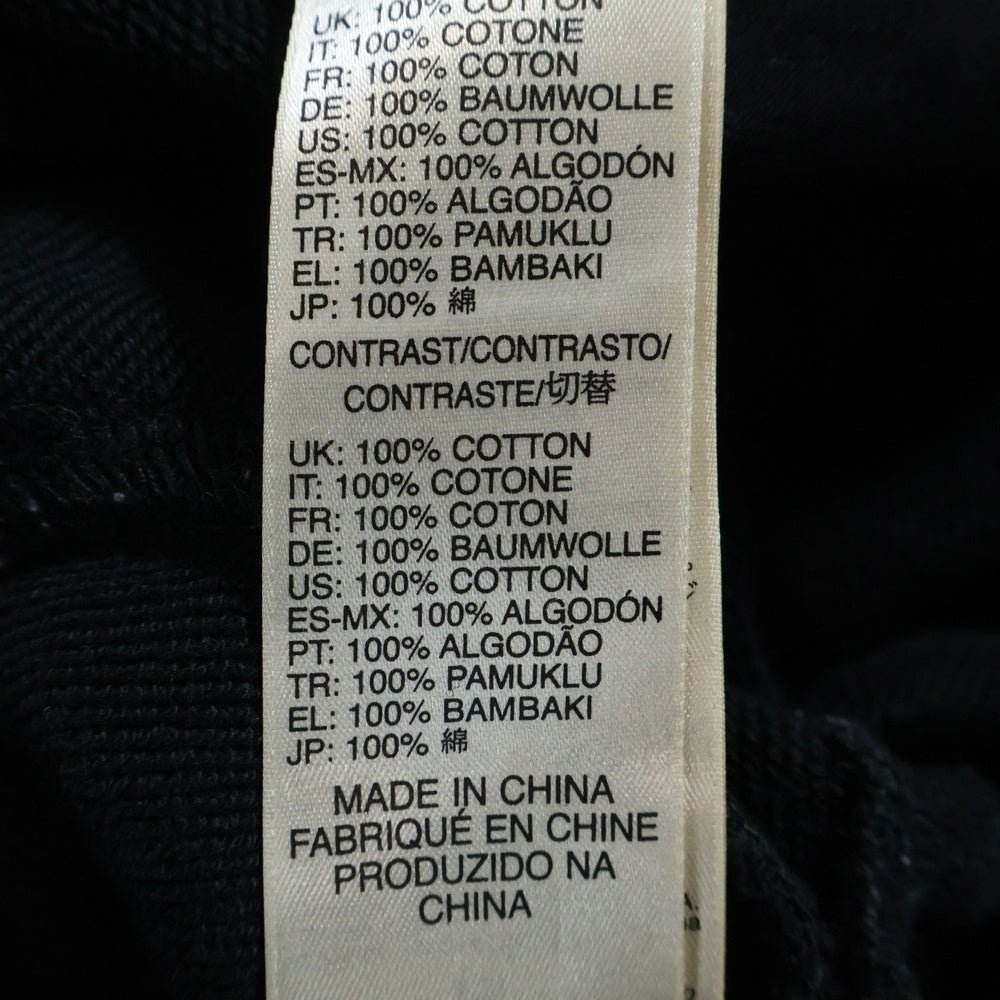 UK: 100% COTTON
IT: 100% COTONE
FR: 100% COTON
DE: 100% BAUMWOLLE
US: 100% COTTON
ES-MX: 100% ALGODÓN
PT: 100% ALGODÃO
TR: 100% PAMUKLU
EL: 100% BAMBAKI
JP: 100% 綿
CONTRAST/CONTRASTO/
CONTRASTE/切替
UK: 100% COTTON
IT: 100% COTONE
FR: 100% COTON
DE: 100% BAUMWOLLE
US: 100% COTTON
ES-MX: 100% ALGODÓN
PT: 100% ALGODÃO
TR: 100% PAMUKLU
EL: 100% BAMBAKI
JP: 100% 綿
MADE IN CHINA
FABRIQUÉ EN CHINE
PRODUZIDO NA
CHINA